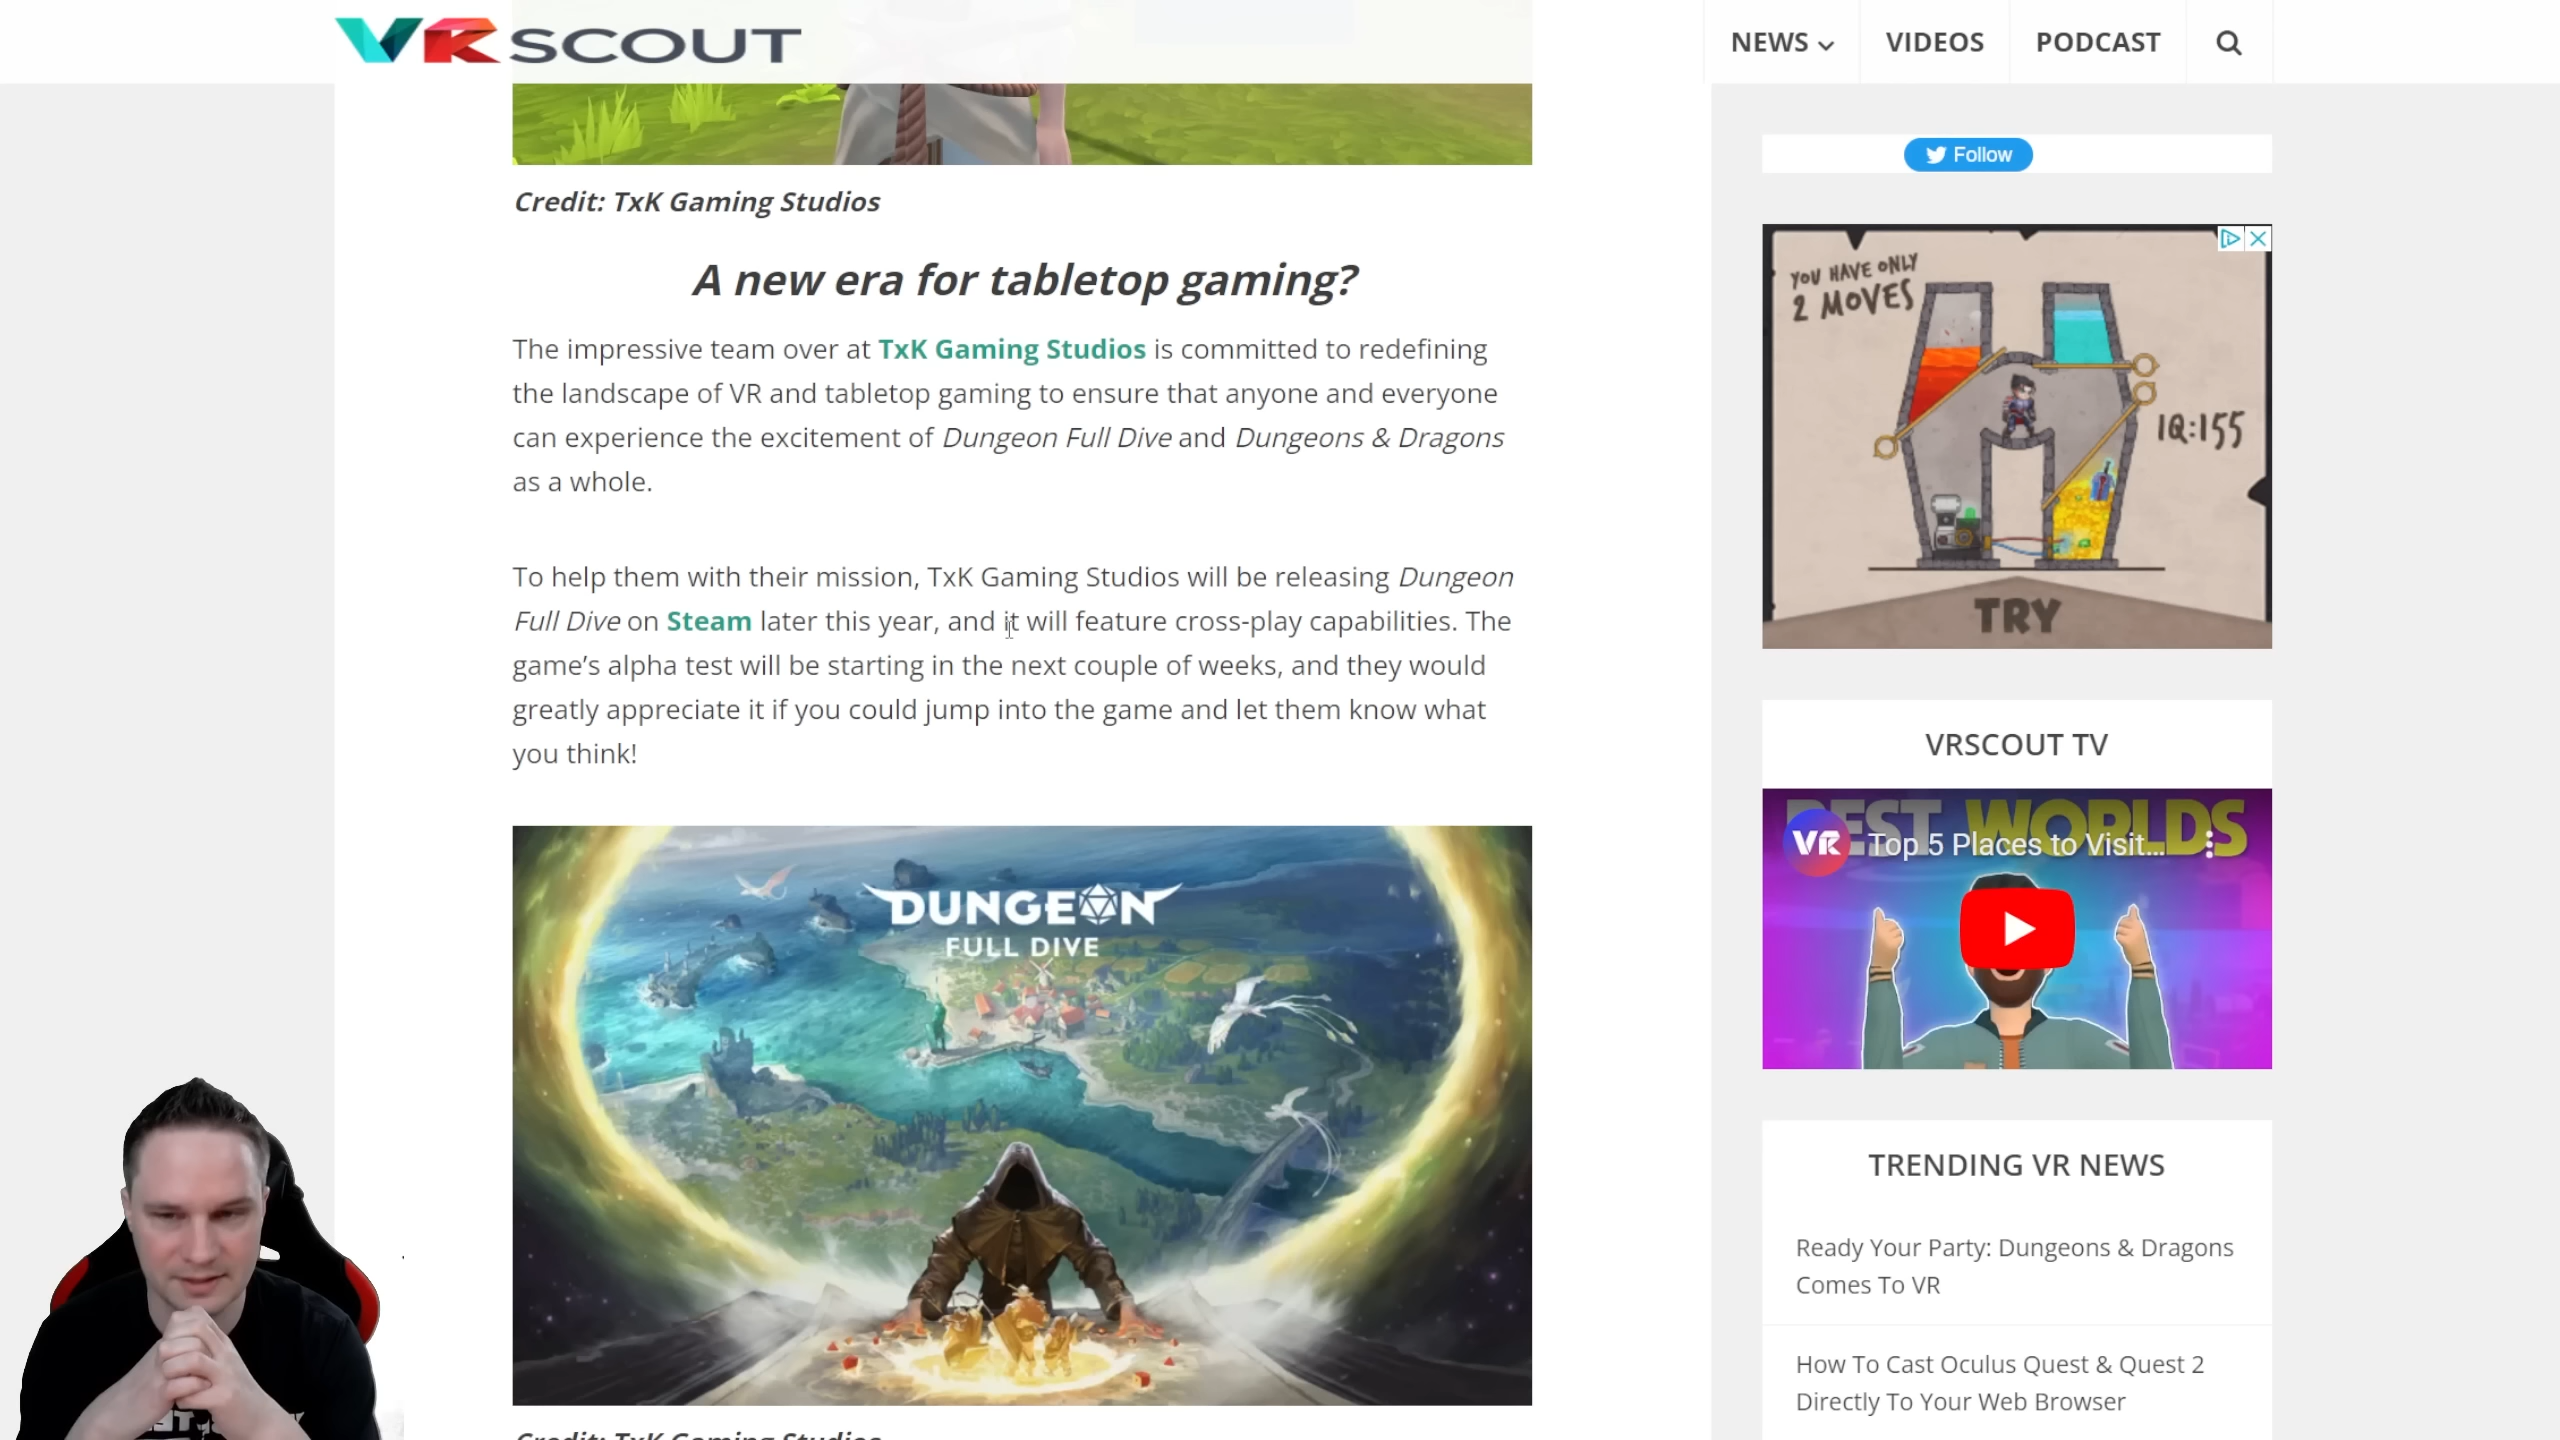 VRSCOUT
NEWS
VIDEOS
PODCAST
Credit: TxK Gaming Studios
A new era for tabletop gaming?
The impressive team over at TxK Gaming Studios is committed to redefining
the landscape of VR and tabletop gaming to ensure that anyone and everyone
can experience the excitement of Dungeon Full Dive and Dungeons & Dragons
as a whole.
To help them with their mission, TxK Gaming Studios will be releasing Dungeon
Full Dive on Steam later this year, and it will feature cross-play capabilities. The
game’s alpha test will be starting in the next couple of weeks, and they would
greatly appreciate it if you could jump into the game and let them know what
you think!
DUNGEON
FULL DIVE
Credit: TxK Gaming Studios
Follow
YOU HAVE ONLY
2 MOVES
IQ:155
TRY
VRSCOUT TV
BEST WORLDS
VR Top 5 Places to Visit...
TRENDING VR NEWS
Ready Your Party: Dungeons & Dragons
Comes To VR
How To Cast Oculus Quest & Quest 2
Directly To Your Web Browser